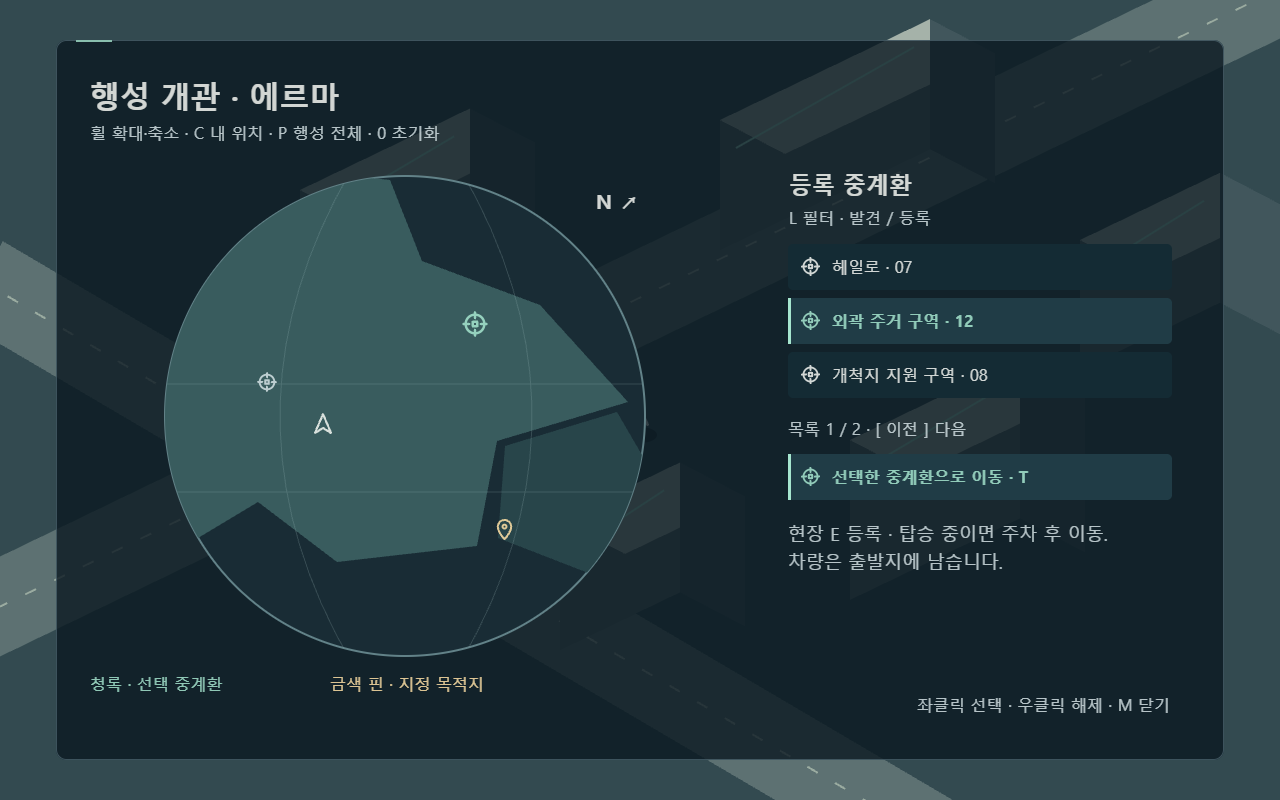 행성 개관 · 에르마
휠 확대·축소 · C 내 위치 · P 행성 전체 · 0 초기화
N ↗
등록 중계환
L 필터 · 발견 / 등록
헤일로 · 07
외곽 주거 구역 · 12
개척지 지원 구역 · 08
목록 1 / 2 · [ 이전 ] 다음
선택한 중계환으로 이동 · T
현장 E 등록 · 탑승 중이면 주차 후 이동.
차량은 출발지에 남습니다.
청록 · 선택 중계환
금색 핀 · 지정 목적지
좌클릭 선택 · 우클릭 해제 · M 닫기